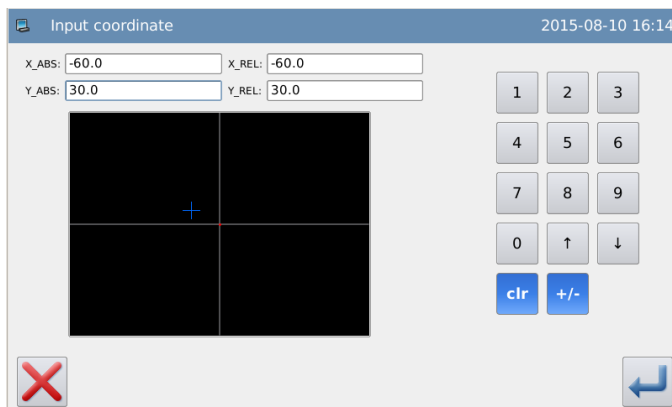 Input coordinate 2015-08-10 16:14
X_ABS: -60.0 X_REL: -60.0
Y_ABS: 30.0 Y_REL: 30.0
1 2 3
4 5 6
7 8 9
0 ↑ ↓
clr +/-